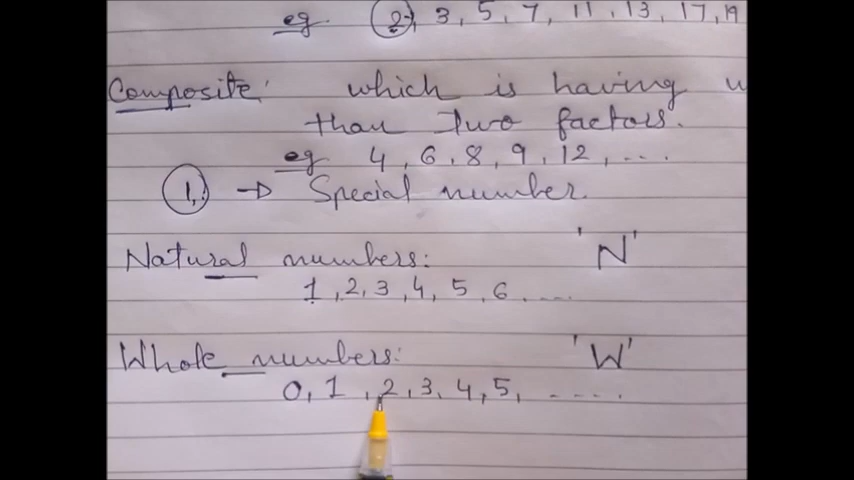 eg. 2, 3, 5, 7, 11, 13, 17, 19
Composite: which is having
than Two factors.
eg 4, 6, 8, 9, 12, ...
1, → Special number.
Natural numbers: 'N'
1, 2, 3, 4, 5, 6, ....
Whole numbers: 'W'
0, 1, 2, 3, 4, 5, .....